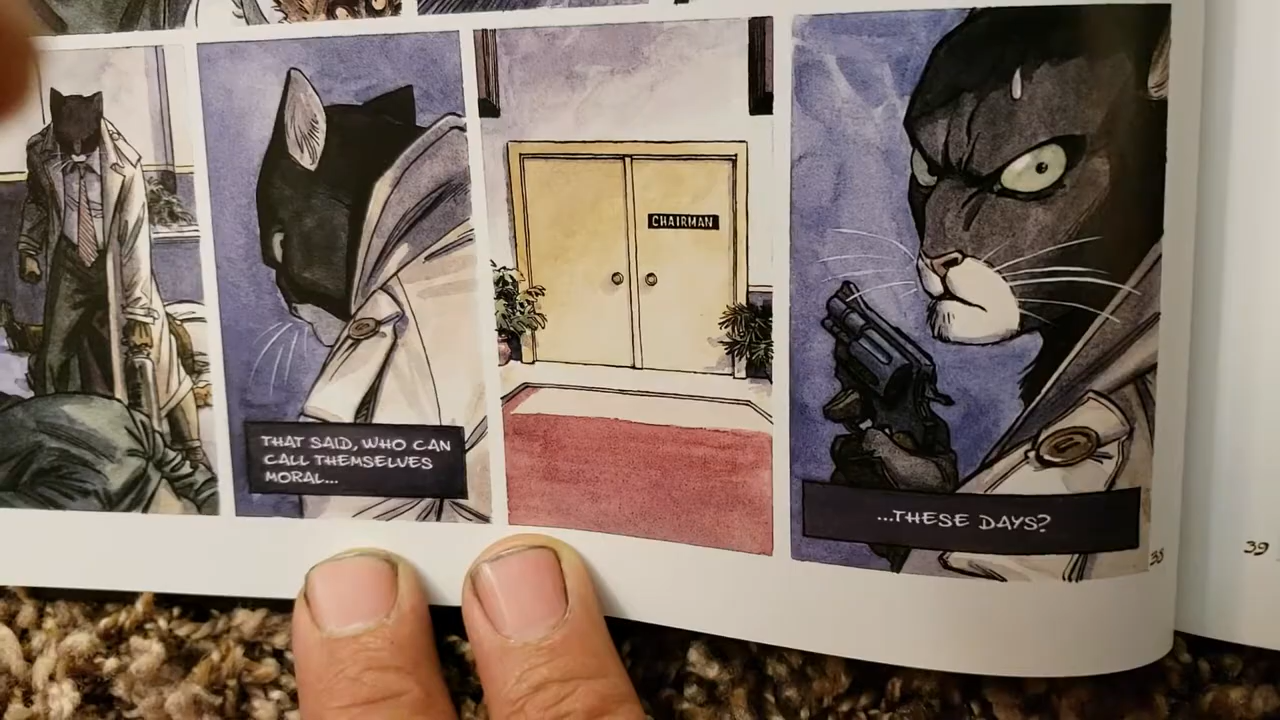 THAT SAID, WHO CAN
CALL THEMSELVES
MORAL...
CHAIRMAN
...THESE DAYS?
38
39